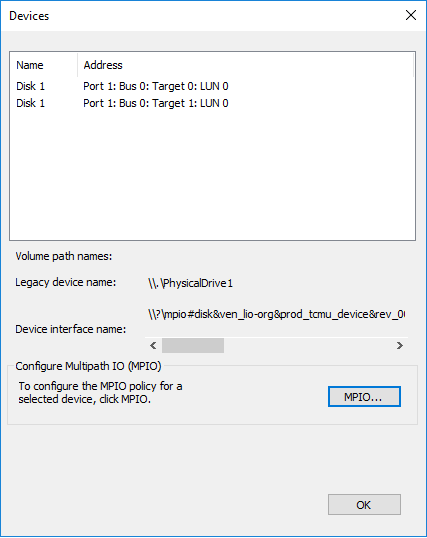 Devices
Name Address
Disk 1 Port 1: Bus 0: Target 0: LUN 0
Disk 1 Port 1: Bus 0: Target 1: LUN 0
Volume path names:
Legacy device name: \\.\PhysicalDrive1
\\?\mpio#disk&ven_lio-org&prod_tcmu_device&rev_00
Device interface name:
Configure Multipath IO (MPIO)
To configure the MPIO policy for a
selected device, click MPIO.
MPIO...
OK